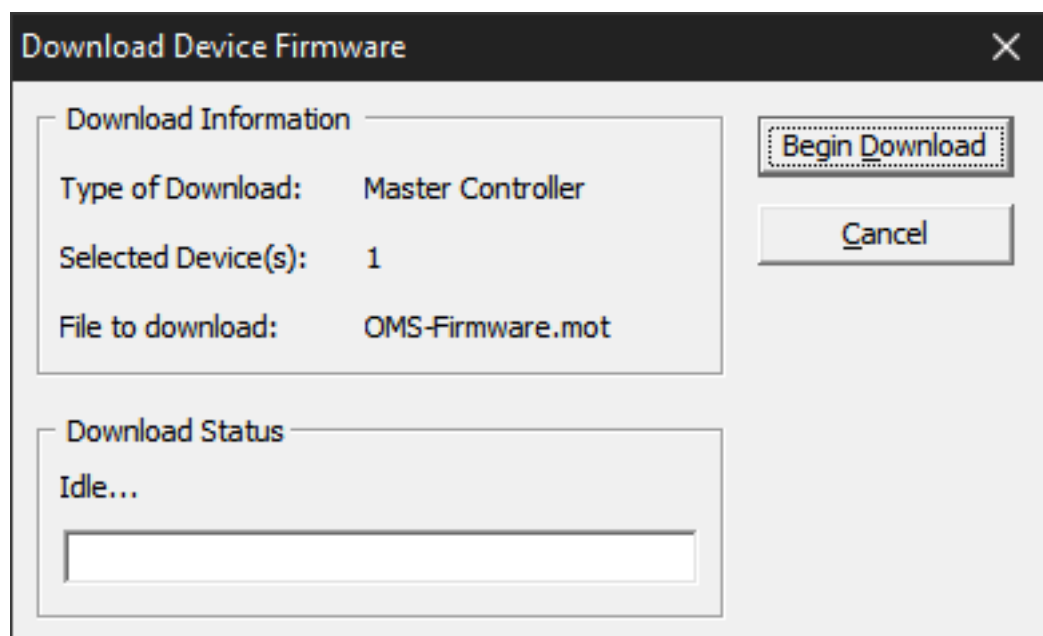 Download Device Firmware
Download Information
Type of Download: Master Controller
Selected Device(s): 1
File to download: OMS-Firmware.mot
Begin Download
Cancel
Download Status
Idle...